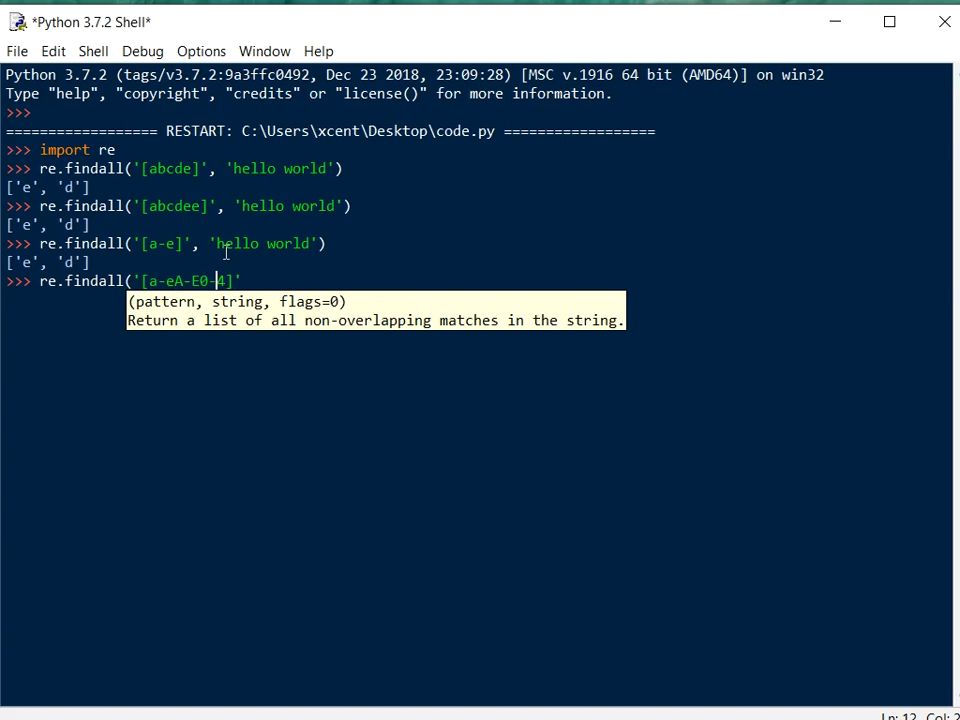 *Python 3.7.2 Shell*
File Edit Shell Debug Options Window Help
Python 3.7.2 (tags/v3.7.2:9a3ffc0492, Dec 23 2018, 23:09:28) [MSC v.1916 64 bit (AMD64)] on win32
Type "help", "copyright", "credits" or "license()" for more information.
>>>
================== RESTART: C:\Users\xcent\Desktop\code.py ==================
>>> import re
>>> re.findall('[abcde]', 'hello world')
['e', 'd']
>>> re.findall('[abcdee]', 'hello world')
['e', 'd']
>>> re.findall('[a-e]', 'hello world')
['e', 'd']
>>> re.findall('[a-eA-E0-4]'
(pattern, string, flags=0)
Return a list of all non-overlapping matches in the string.
Ln: 12 Col: